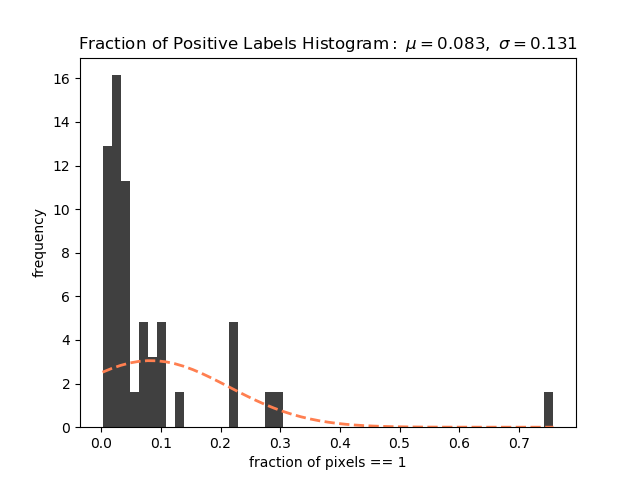 Fraction of Positive Labels Histogram: μ = 0.083, σ = 0.131
16
14
12
10
8
6
4
2
0
frequency
0.0 0.1 0.2 0.3 0.4 0.5 0.6 0.7
fraction of pixels == 1